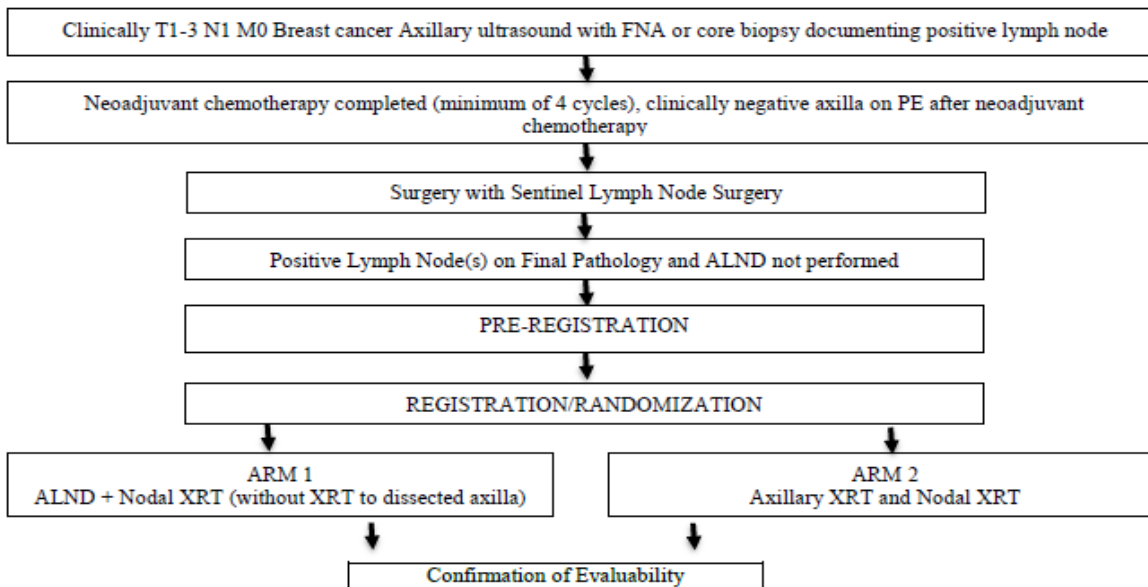 Clinically T1-3 N1 M0 Breast cancer Axillary ultrasound with FNA or core biopsy documenting positive lymph node
Neoadjuvant chemotherapy completed (minimum of 4 cycles), clinically negative axilla on PE after neoadjuvant
chemotherapy
Surgery with Sentinel Lymph Node Surgery
Positive Lymph Node(s) on Final Pathology and ALND not performed
PRE-REGISTRATION
REGISTRATION/RANDOMIZATION
ARM 1
ALND + Nodal XRT (without XRT to dissected axilla)
ARM 2
Axillary XRT and Nodal XRT
Confirmation of Evaluability